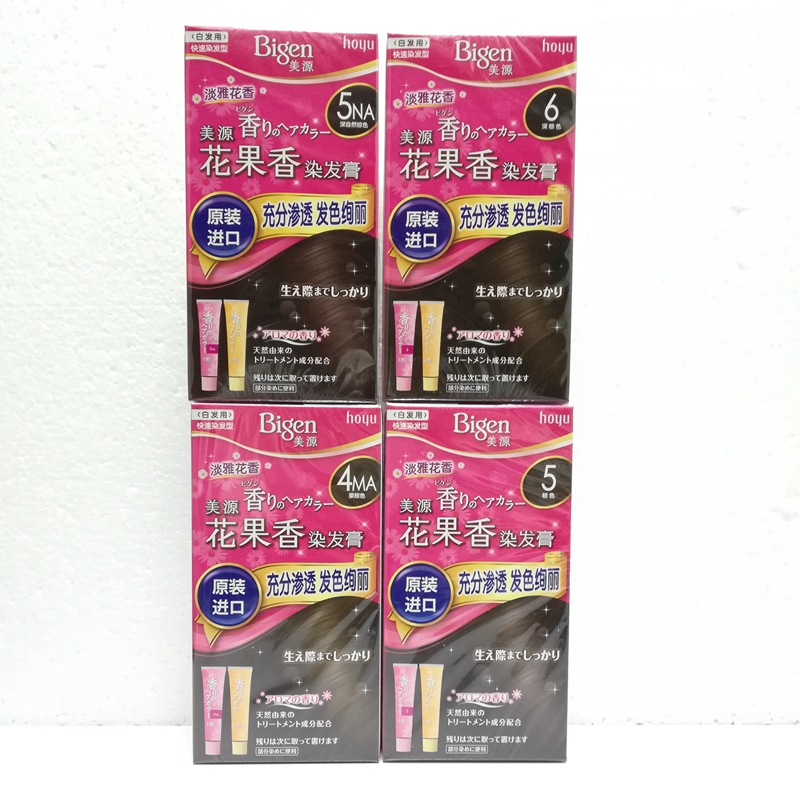 〈白发用〉
快速染发型
Bigen
美源
hoyu
淡雅花香
5NA
深自然棕色
ビゲン
美源 香りのヘアカラー
花果香 染发膏
原装
进口
充分渗透 发色绚丽
生え際までしっかり
アロマの香り
天然由来の
トリートメント成分配合
残りは次に取って置けます
部分染めに便利
〈白发用〉
快速染发型
Bigen
美源
hoyu
淡雅花香
6
深棕色
ビゲン
美源 香りのヘアカラー
花果香 染发膏
原装
进口
充分渗透 发色绚丽
生え際までしっかり
アロマの香り
天然由来の
トリートメント成分配合
残りは次に取って置けます
部分染めに便利
〈白发用〉
快速染发型
Bigen
美源
hoyu
淡雅花香
4MA
栗棕色
ビゲン
美源 香りのヘアカラー
花果香 染发膏
原装
进口
充分渗透 发色绚丽
生え際までしっかり
アロマの香り
天然由来の
トリートメント成分配合
残りは次に取って置けます
部分染めに便利
〈白发用〉
快速染发型
Bigen
美源
hoyu
淡雅花香
5
棕色
ビゲン
美源 香りのヘアカラー
花果香 染发膏
原装
进口
充分渗透 发色绚丽
生え際までしっかり
アロマの香り
天然由来の
トリートメント成分配合
残りは次に取って置けます
部分染めに便利